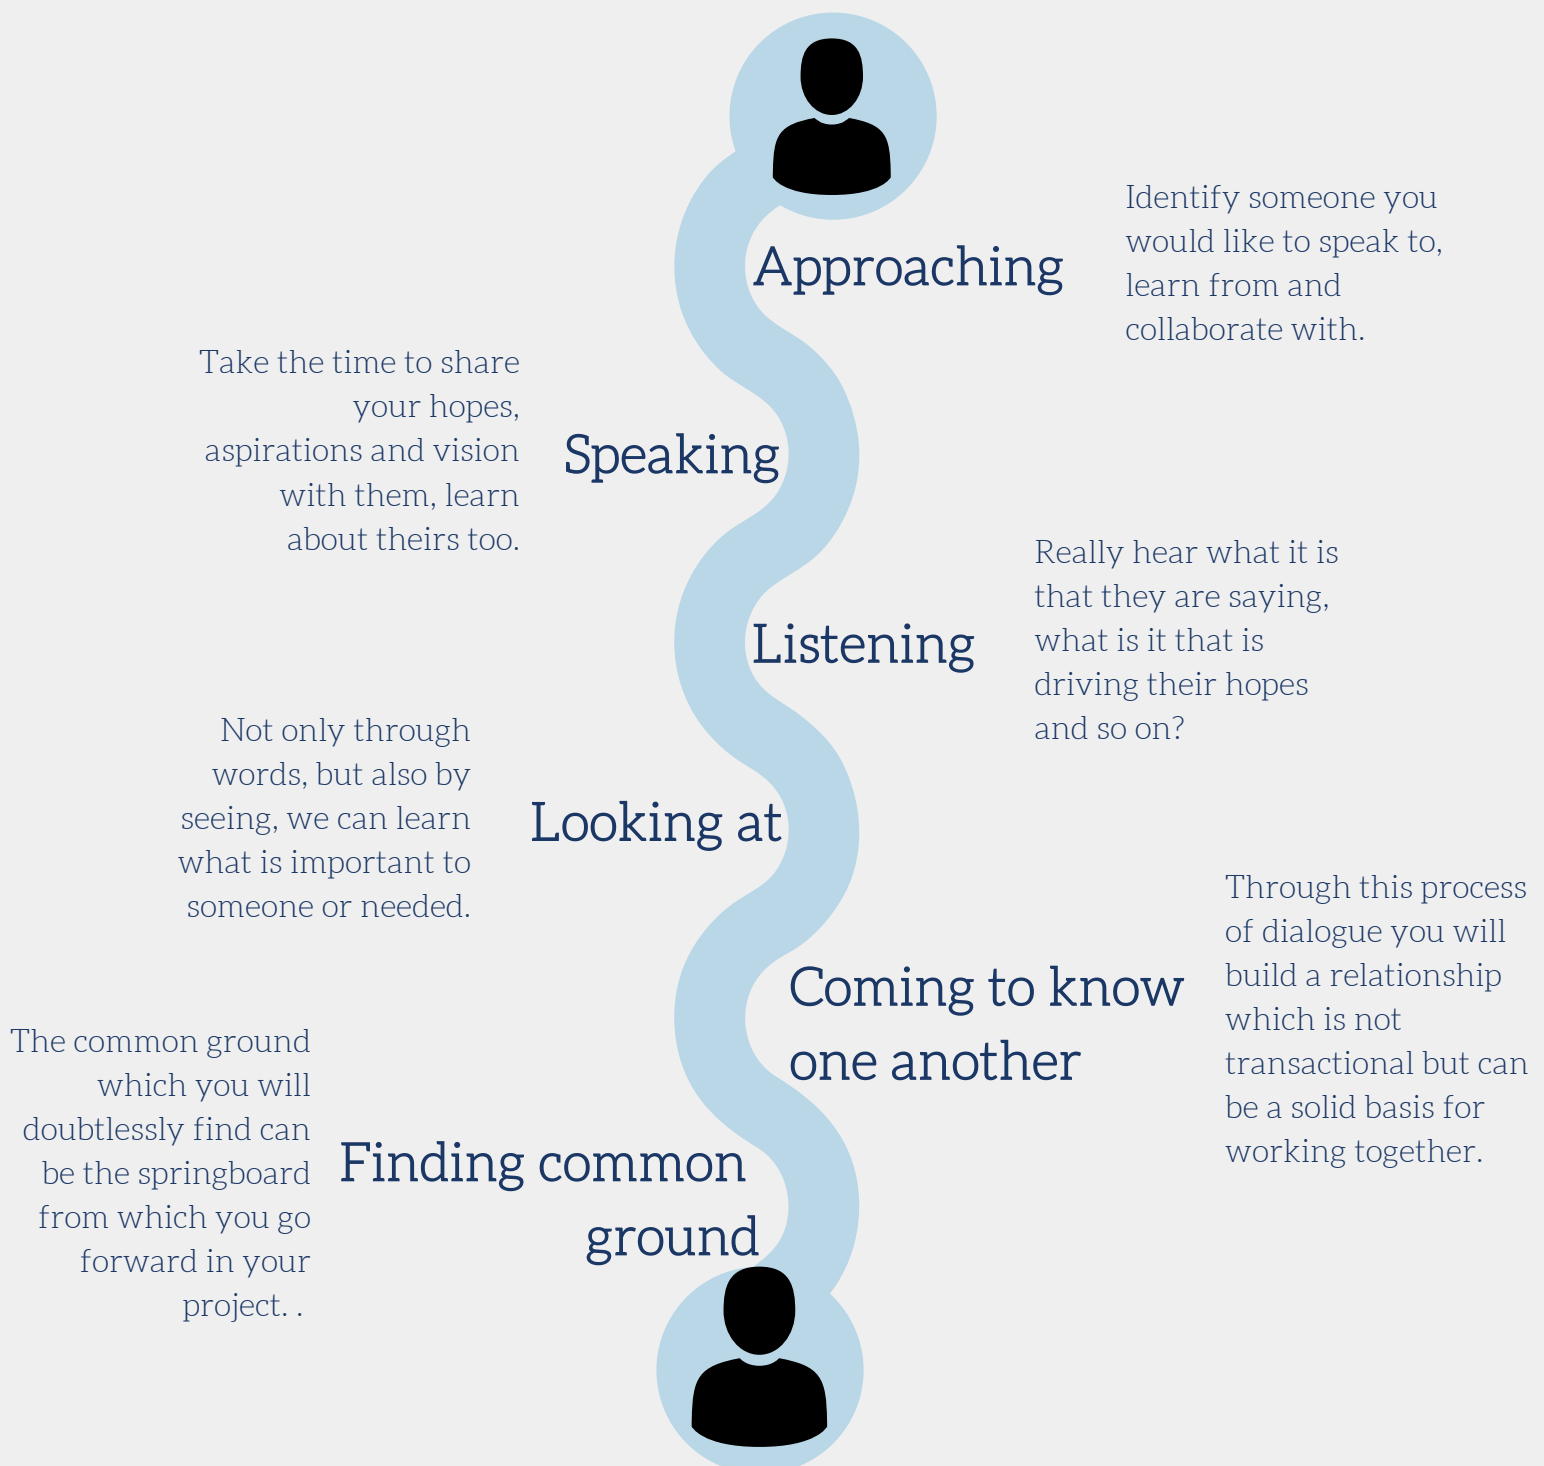 Approaching
Identify someone you
would like to speak to,
learn from and
collaborate with.
Speaking
Take the time to share
your hopes,
aspirations and vision
with them, learn
about theirs too.
Listening
Really hear what it is
that they are saying,
what is it that is
driving their hopes
and so on?
Looking at
Not only through
words, but also by
seeing, we can learn
what is important to
someone or needed.
Coming to know
one another
Through this process
of dialogue you will
build a relationship
which is not
transactional but can
be a solid basis for
working together.
Finding common
ground
The common ground
which you will
doubtlessly find can
be the springboard
from which you go
forward in your
project. .